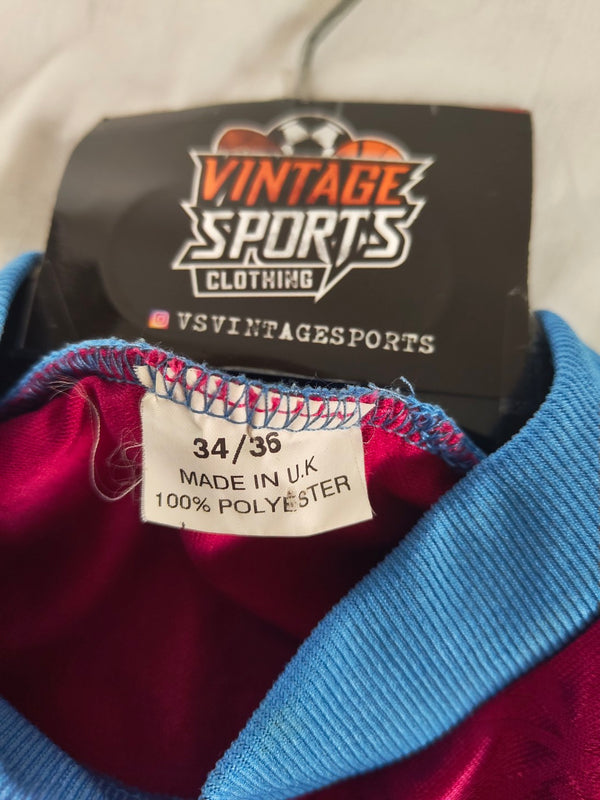 VINTAGE
SPORTS
CLOTHING
VSVINTAGESPORTS
34/36
MADE IN U.K
100% POLYESTER